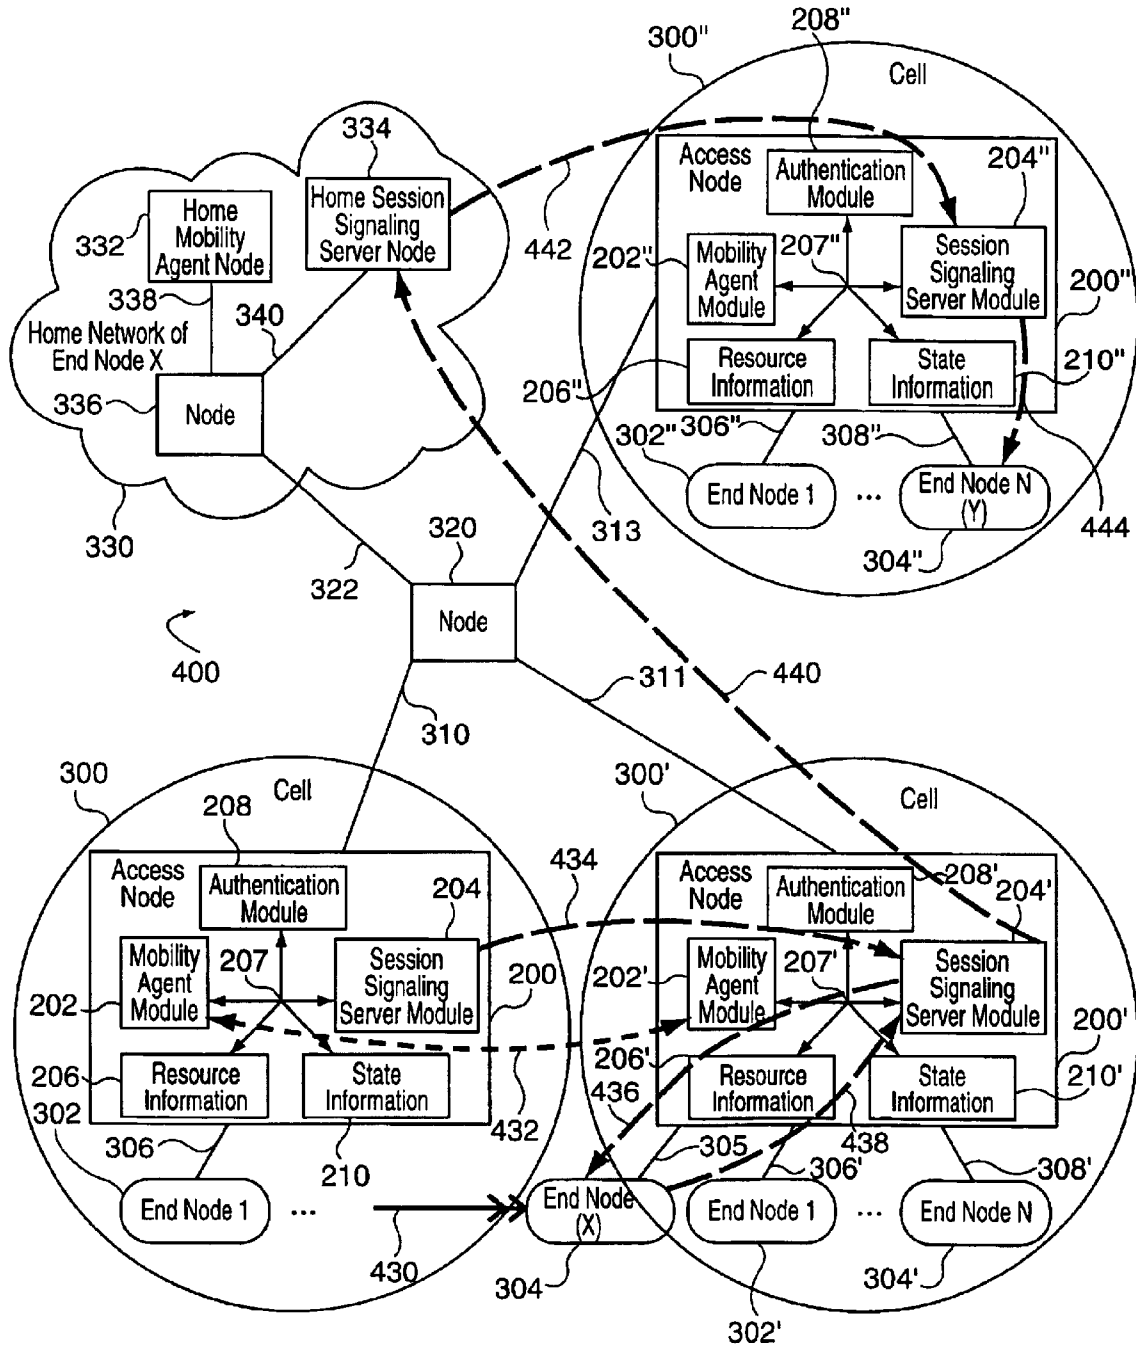 208"
300"
Cell
334
Access
Node
Authentication
Module
204"
Home Session
Signaling
Server Node
332
Home
Mobility
Agent Node
442
202"
Mobility
Agent
Module
207"
Session
Signaling
Server Module
200"
338
340
Home Network of
End Node X
Resource
Information
State
Information
210"
206"
336
Node
302"
306"
308"
End Node 1
...
End Node N
(Y)
330
322
320
313
304"
444
Node
400
311
440
310
300
Cell
208
300'
Cell
Access
Node
Authentication
Module
204
434
Access
Node
Authentication
Module
208'
204'
Mobility
Agent
Module
207
Session
Signaling
Server Module
200
202
202'
Mobility
Agent
Module
207'
Session
Signaling
Server Module
200'
206
Resource
Information
State
Information
206'
Resource
Information
State
Information
210'
302
306
210
432
436
305
306'
438
308'
End Node 1
...
End Node
(X)
End Node 1
...
End Node N
430
304
302'
304'